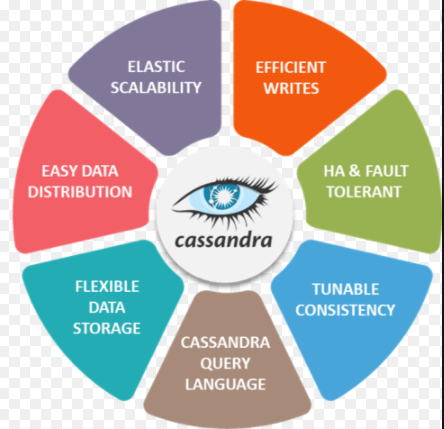 ELASTIC
SCALABILITY
EFFICIENT
WRITES
EASY DATA
DISTRIBUTION
HA & FAULT
TOLERANT
cassandra
FLEXIBLE
DATA
STORAGE
TUNABLE
CONSISTENCY
CASSANDRA
QUERY
LANGUAGE